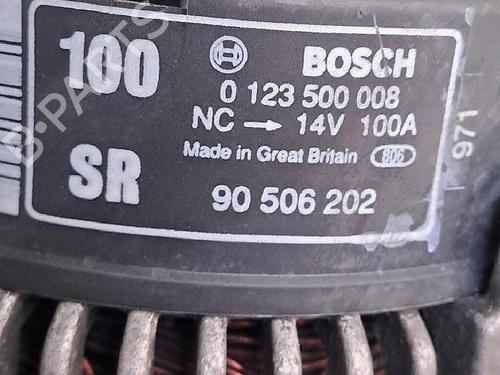 100
BOSCH
0 123 500 008
NC → 14V 100A
Made in Great Britain 806
SR
90 506 202
971
B-PARTS